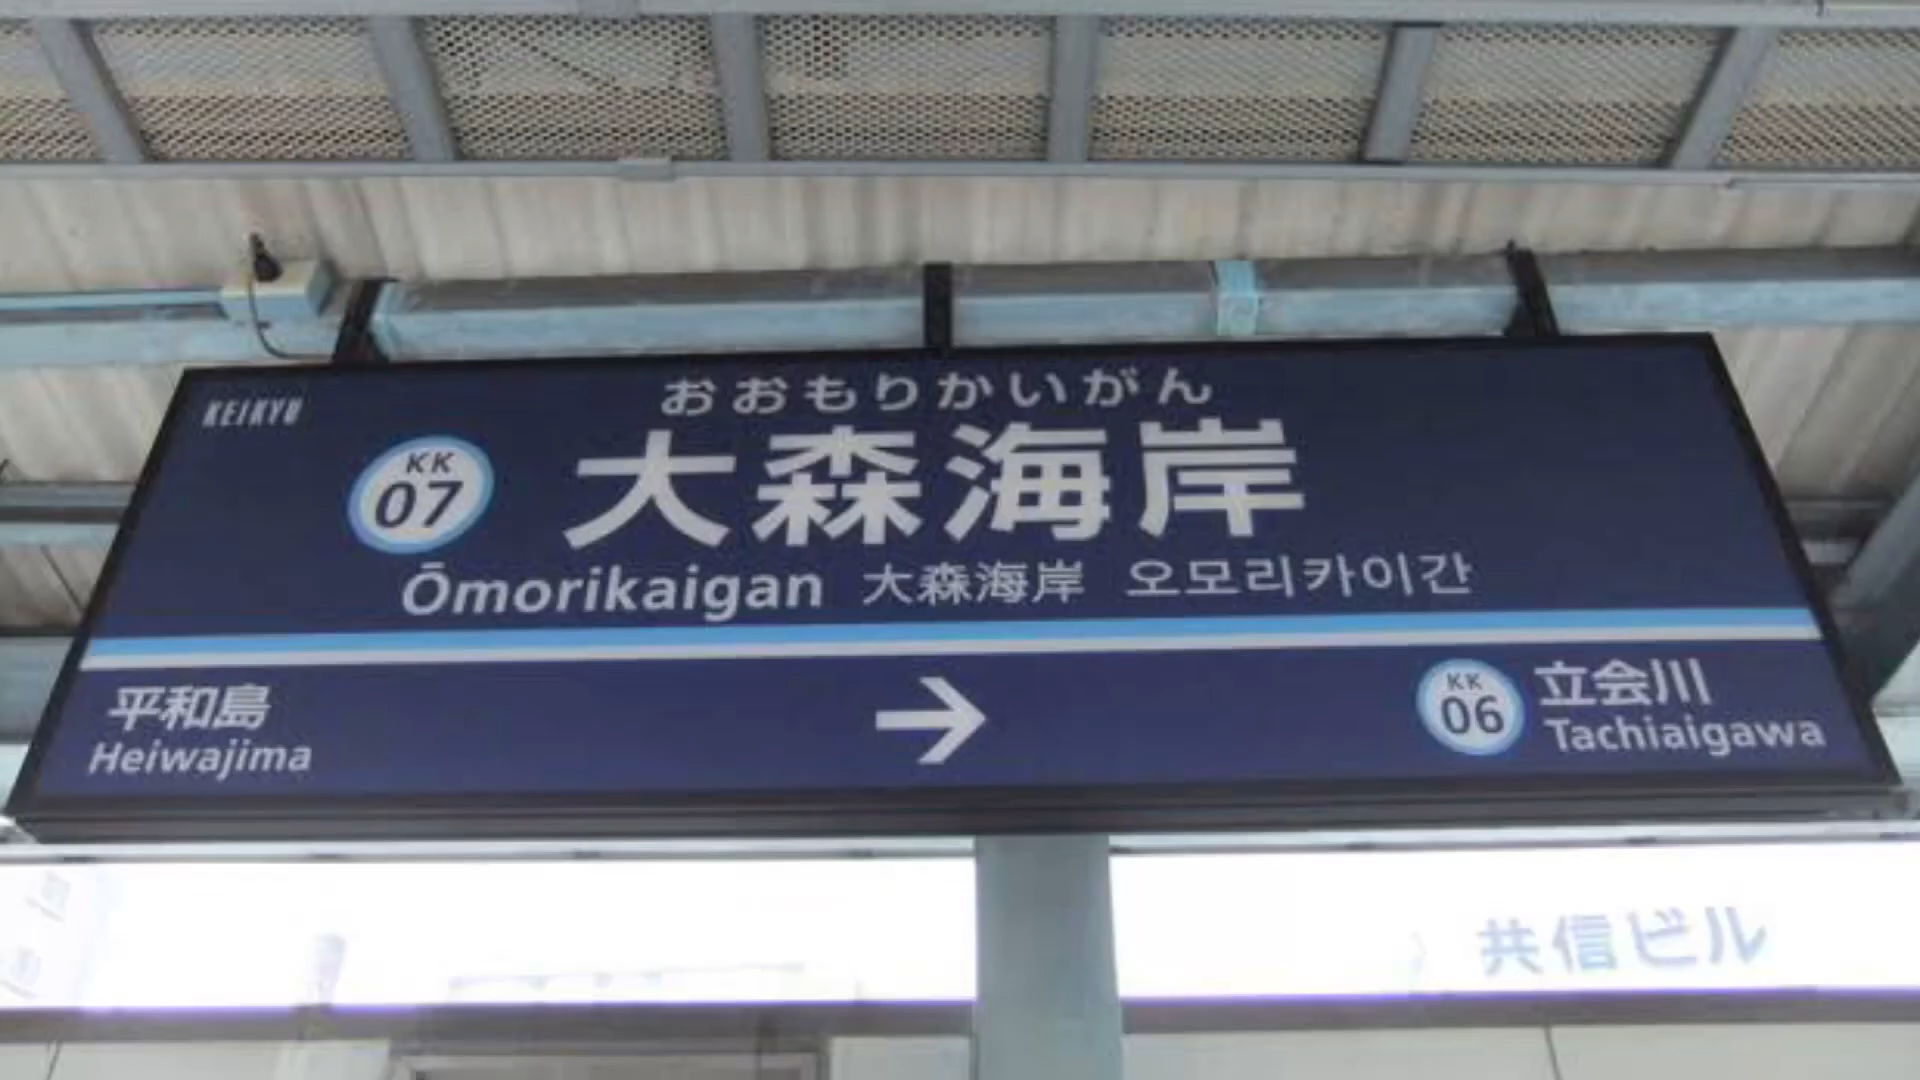 KEIKYU
おおもりかいがん
KK
07
大森海岸
Ōmorikaigan 大森海岸 오모리카이간
平和島
Heiwajima
→
KK
06
立会川
Tachiaigawa
共信ビル